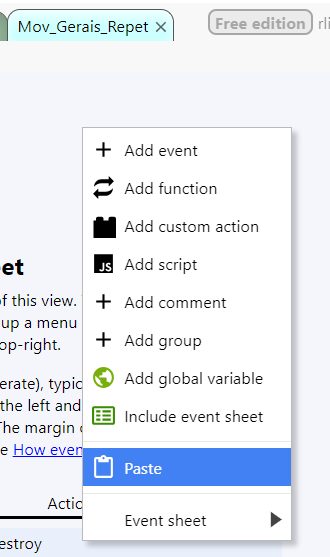 Mov_Gerais_Repet
Free edition
Add event
Add function
Add custom action
Add script
JS
Add comment
et
of this view.
up a menu
Add group
op-right.
Add global variable
erate), typic
the left and
Include event sheet
The margin
e How even
Paste
Actio
Event sheet
estroy